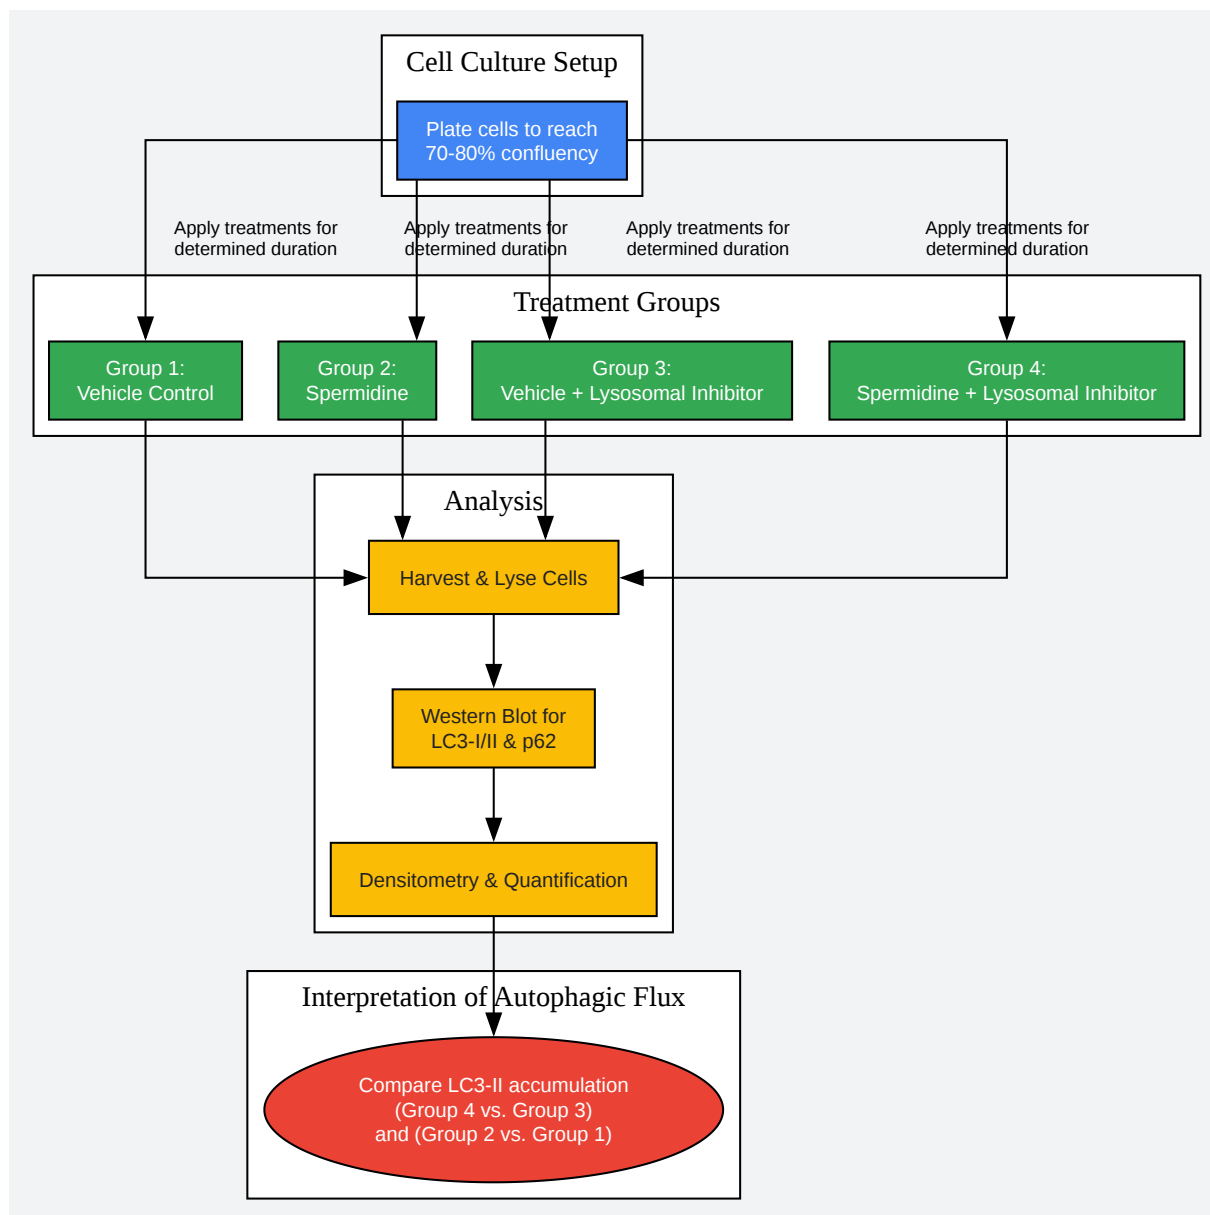 Cell Culture Setup
Plate cells to reach
70-80% confluency
Apply treatments for
determined duration
Apply treatments for
determined duration
Apply treatments for
determined duration
Apply treatments for
determined duration
Treatment Groups
Group 1:
Vehicle Control
Group 2:
Spermidine
Group 3:
Vehicle + Lysosomal Inhibitor
Group 4:
Spermidine + Lysosomal Inhibitor
Analysis
Harvest & Lyse Cells
Western Blot for
LC3-I/II & p62
Densitometry & Quantification
Interpretation of Autophagic Flux
Compare LC3-II accumulation
(Group 4 vs. Group 3)
and (Group 2 vs. Group 1)